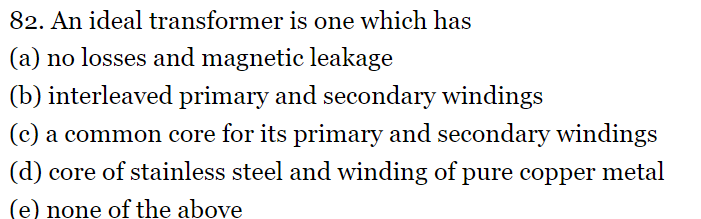 82. An ideal transformer is one which has
(a) no losses and magnetic leakage
(b) interleaved primary and secondary windings
(c) a common core for its primary and secondary windings
(d) core of stainless steel and winding of pure copper metal
(e) none of the above